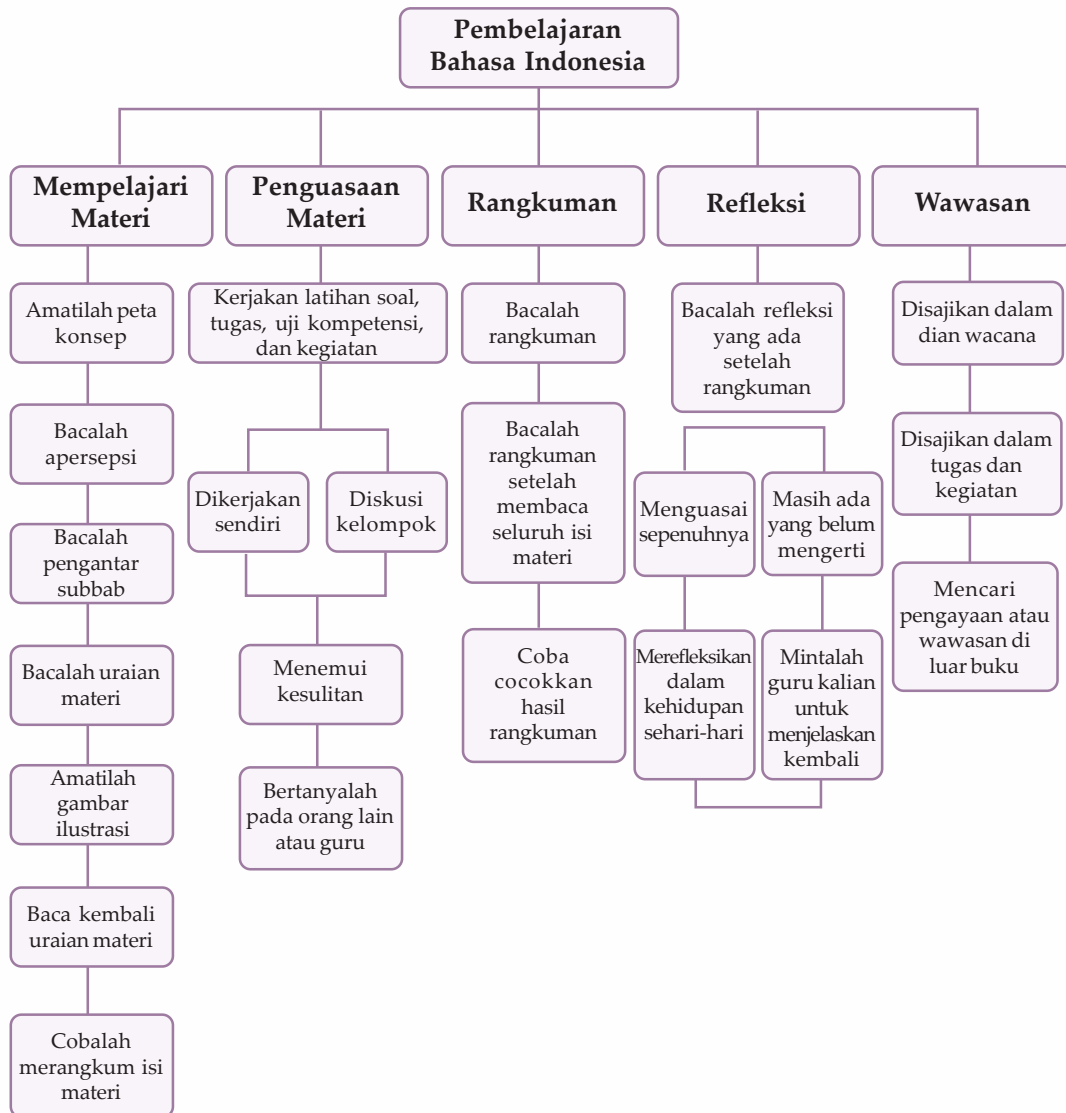 Pembelajaran
Bahasa Indonesia
Mempelajari
Materi
Amatilah peta
konsep
Bacalah
apersepsi
Bacalah
pengantar
subbab
Bacalah uraian
materi
Amatilah
gambar
ilustrasi
Baca kembali
uraian materi
Cobalah
merangkum isi
materi
Penguasaan
Materi
Kerjakan latihan soal,
tugas, uji kompetensi,
dan kegiatan
Dikerjakan
sendiri
Diskusi
kelompok
Menemui
kesulitan
Bertanyalah
pada orang lain
atau guru
Rangkuman
Bacalah
rangkuman
Bacalah
rangkuman
setelah
membaca
seluruh isi
materi
Coba
cocokkan
hasil
rangkuman
Refleksi
Bacalah refleksi
yang ada
setelah
rangkuman
Menguasai
sepenuhnya
Masih ada
yang belum
mengerti
Merefleksikan
dalam
kehidupan
sehari-hari
Mintalah
guru kalian
untuk
menjelaskan
kembali
Wawasan
Disajikan dalam
dian wacana
Disajikan dalam
tugas dan
kegiatan
Mencari
pengayaan atau
wawasan di
luar buku